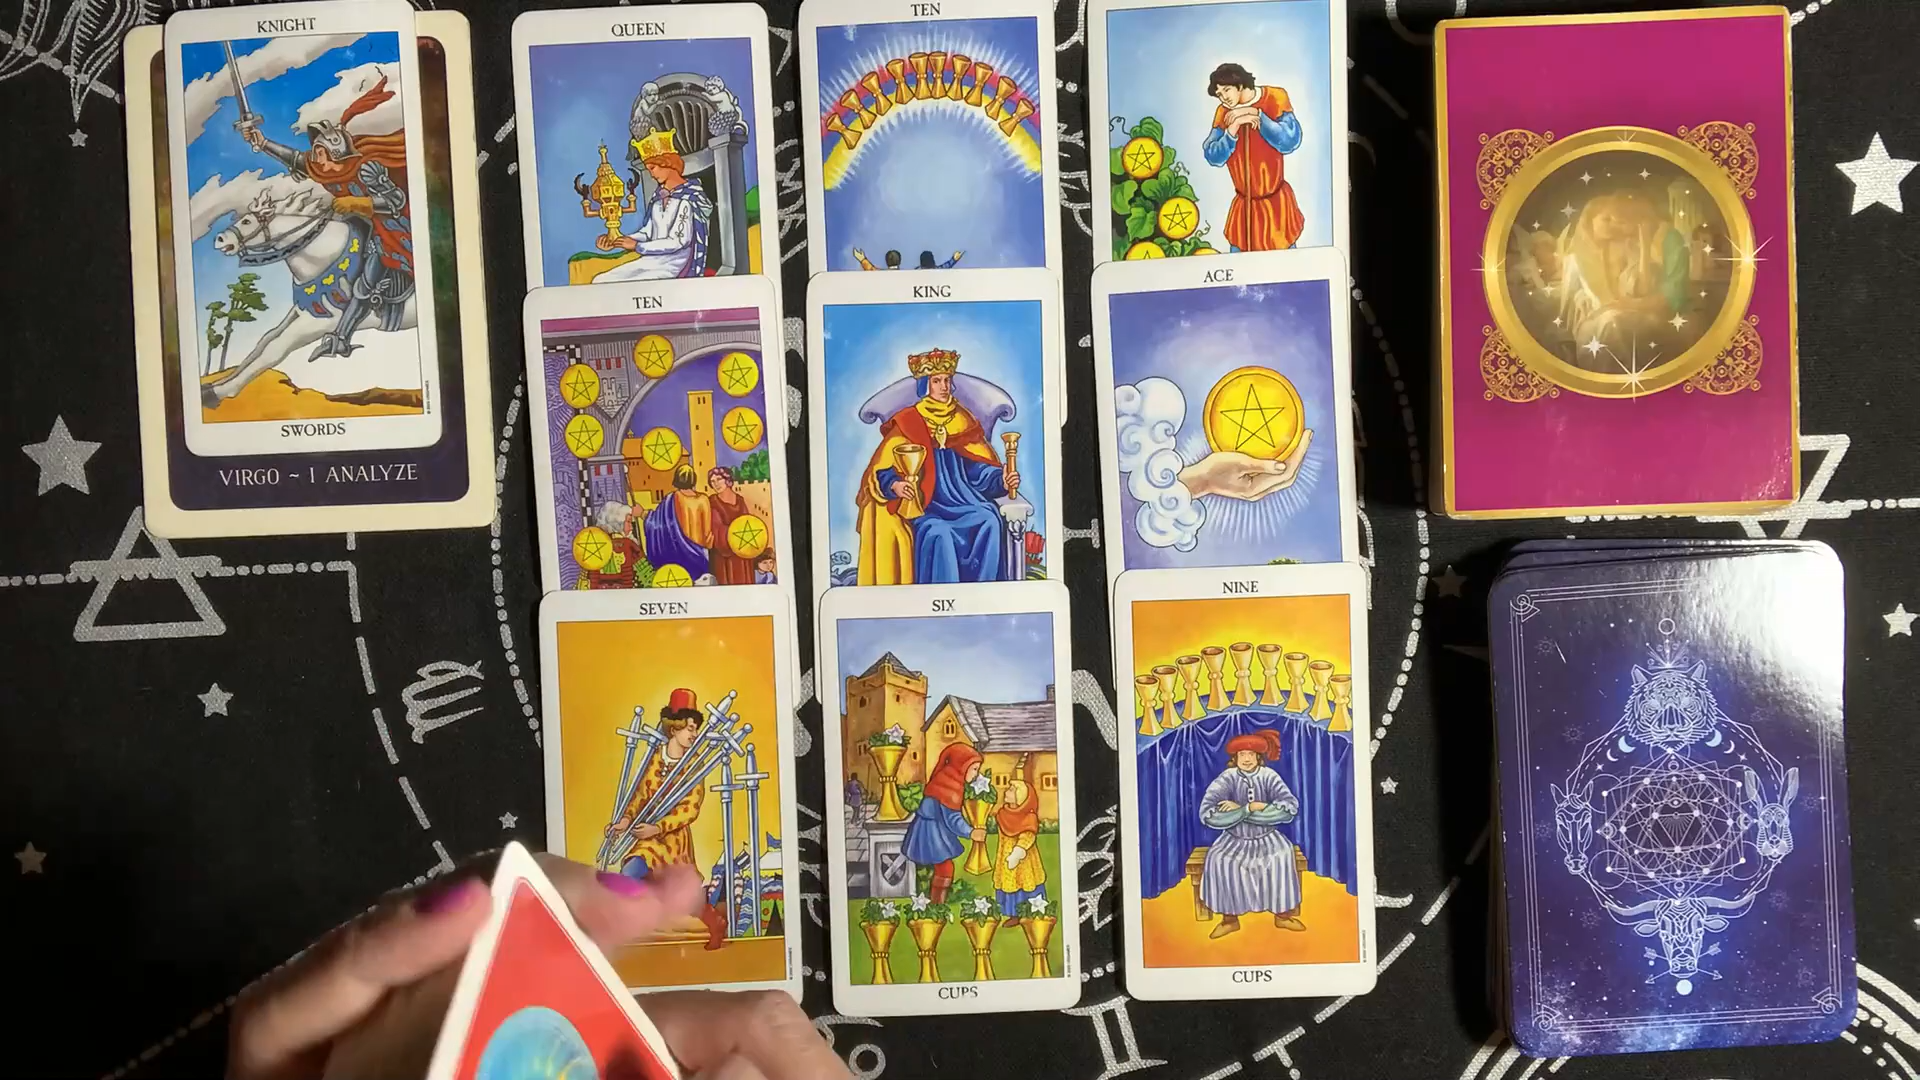 KNIGHT
SWORDS
VIRGO ~ I ANALYZE
QUEEN
TEN
TEN
KING
ACE
SEVEN
SIX
CUPS
NINE
CUPS